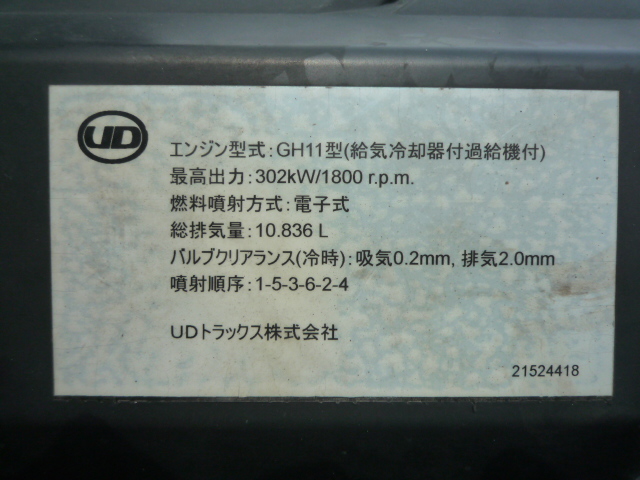 UD
エンジン型式:GH11型(給気冷却器付過給機付)
最高出力:302kW/1800 r.p.m.
燃料噴射方式:電子式
総排気量:10.836 L
バルブクリアランス(冷時):吸気0.2mm, 排気2.0mm
噴射順序:1-5-3-6-2-4
UDトラックス株式会社
21524418